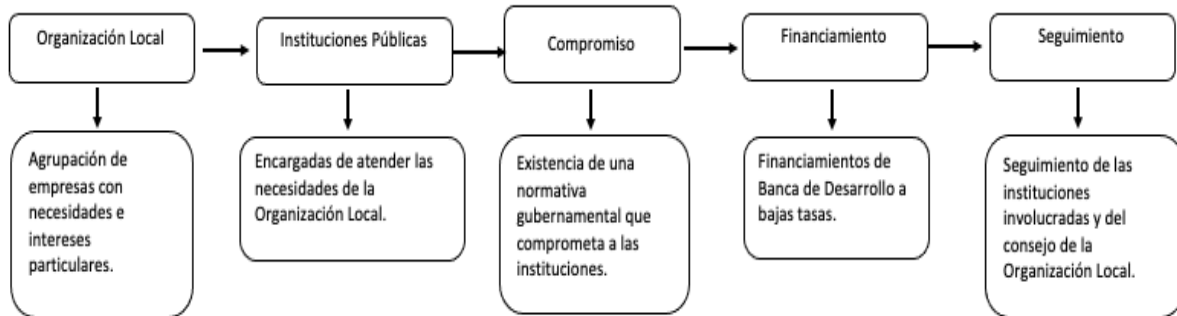 Organización Local
Instituciones Públicas
Compromiso
Financiamiento
Seguimiento
Agrupación de
empresas con
necesidades e
intereses
particulares.
Encargadas de atender las
necesidades de la
Organización Local.
Existencia de una
normativa
gubernamental que
comprometa a las
instituciones.
Financiamientos de
Banca de Desarrollo a
bajas tasas.
Seguimiento de las
instituciones
involucradas y del
consejo de la
Organización Local.